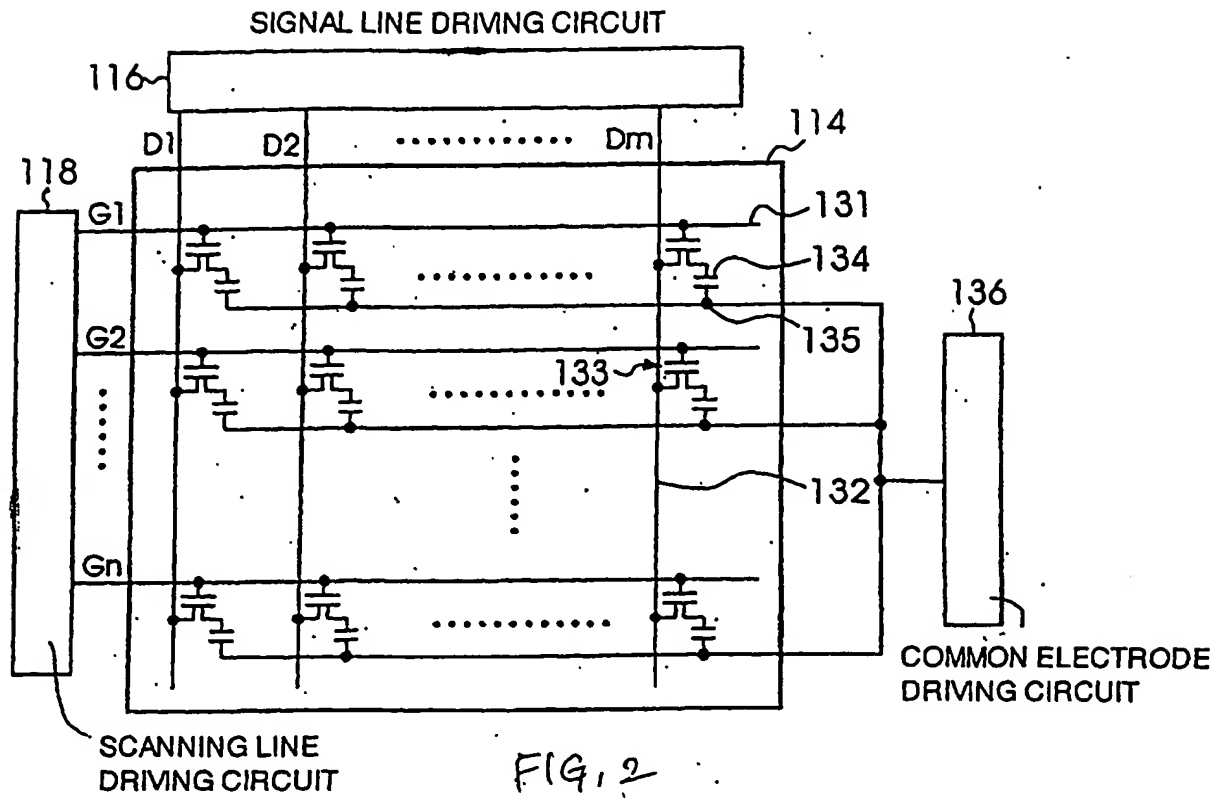 SIGNAL LINE DRIVING CIRCUIT
116
D1
D2
Dm
114
118
G1
131
134
136
135
G2
133
132
Gn
COMMON ELECTRODE
DRIVING CIRCUIT
SCANNING LINE
DRIVING CIRCUIT
FIG. 2